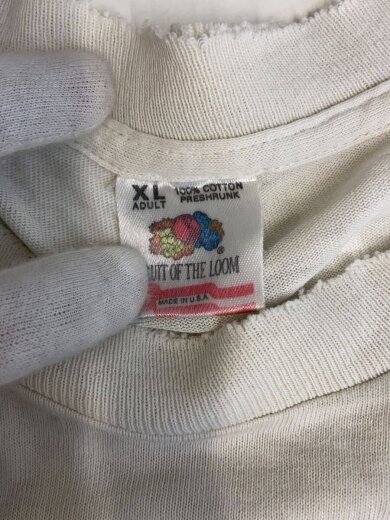 XL 100% COTTON
ADULT PRESHRUNK
UIT OF THE LOOM
®
MADE IN U.S.A